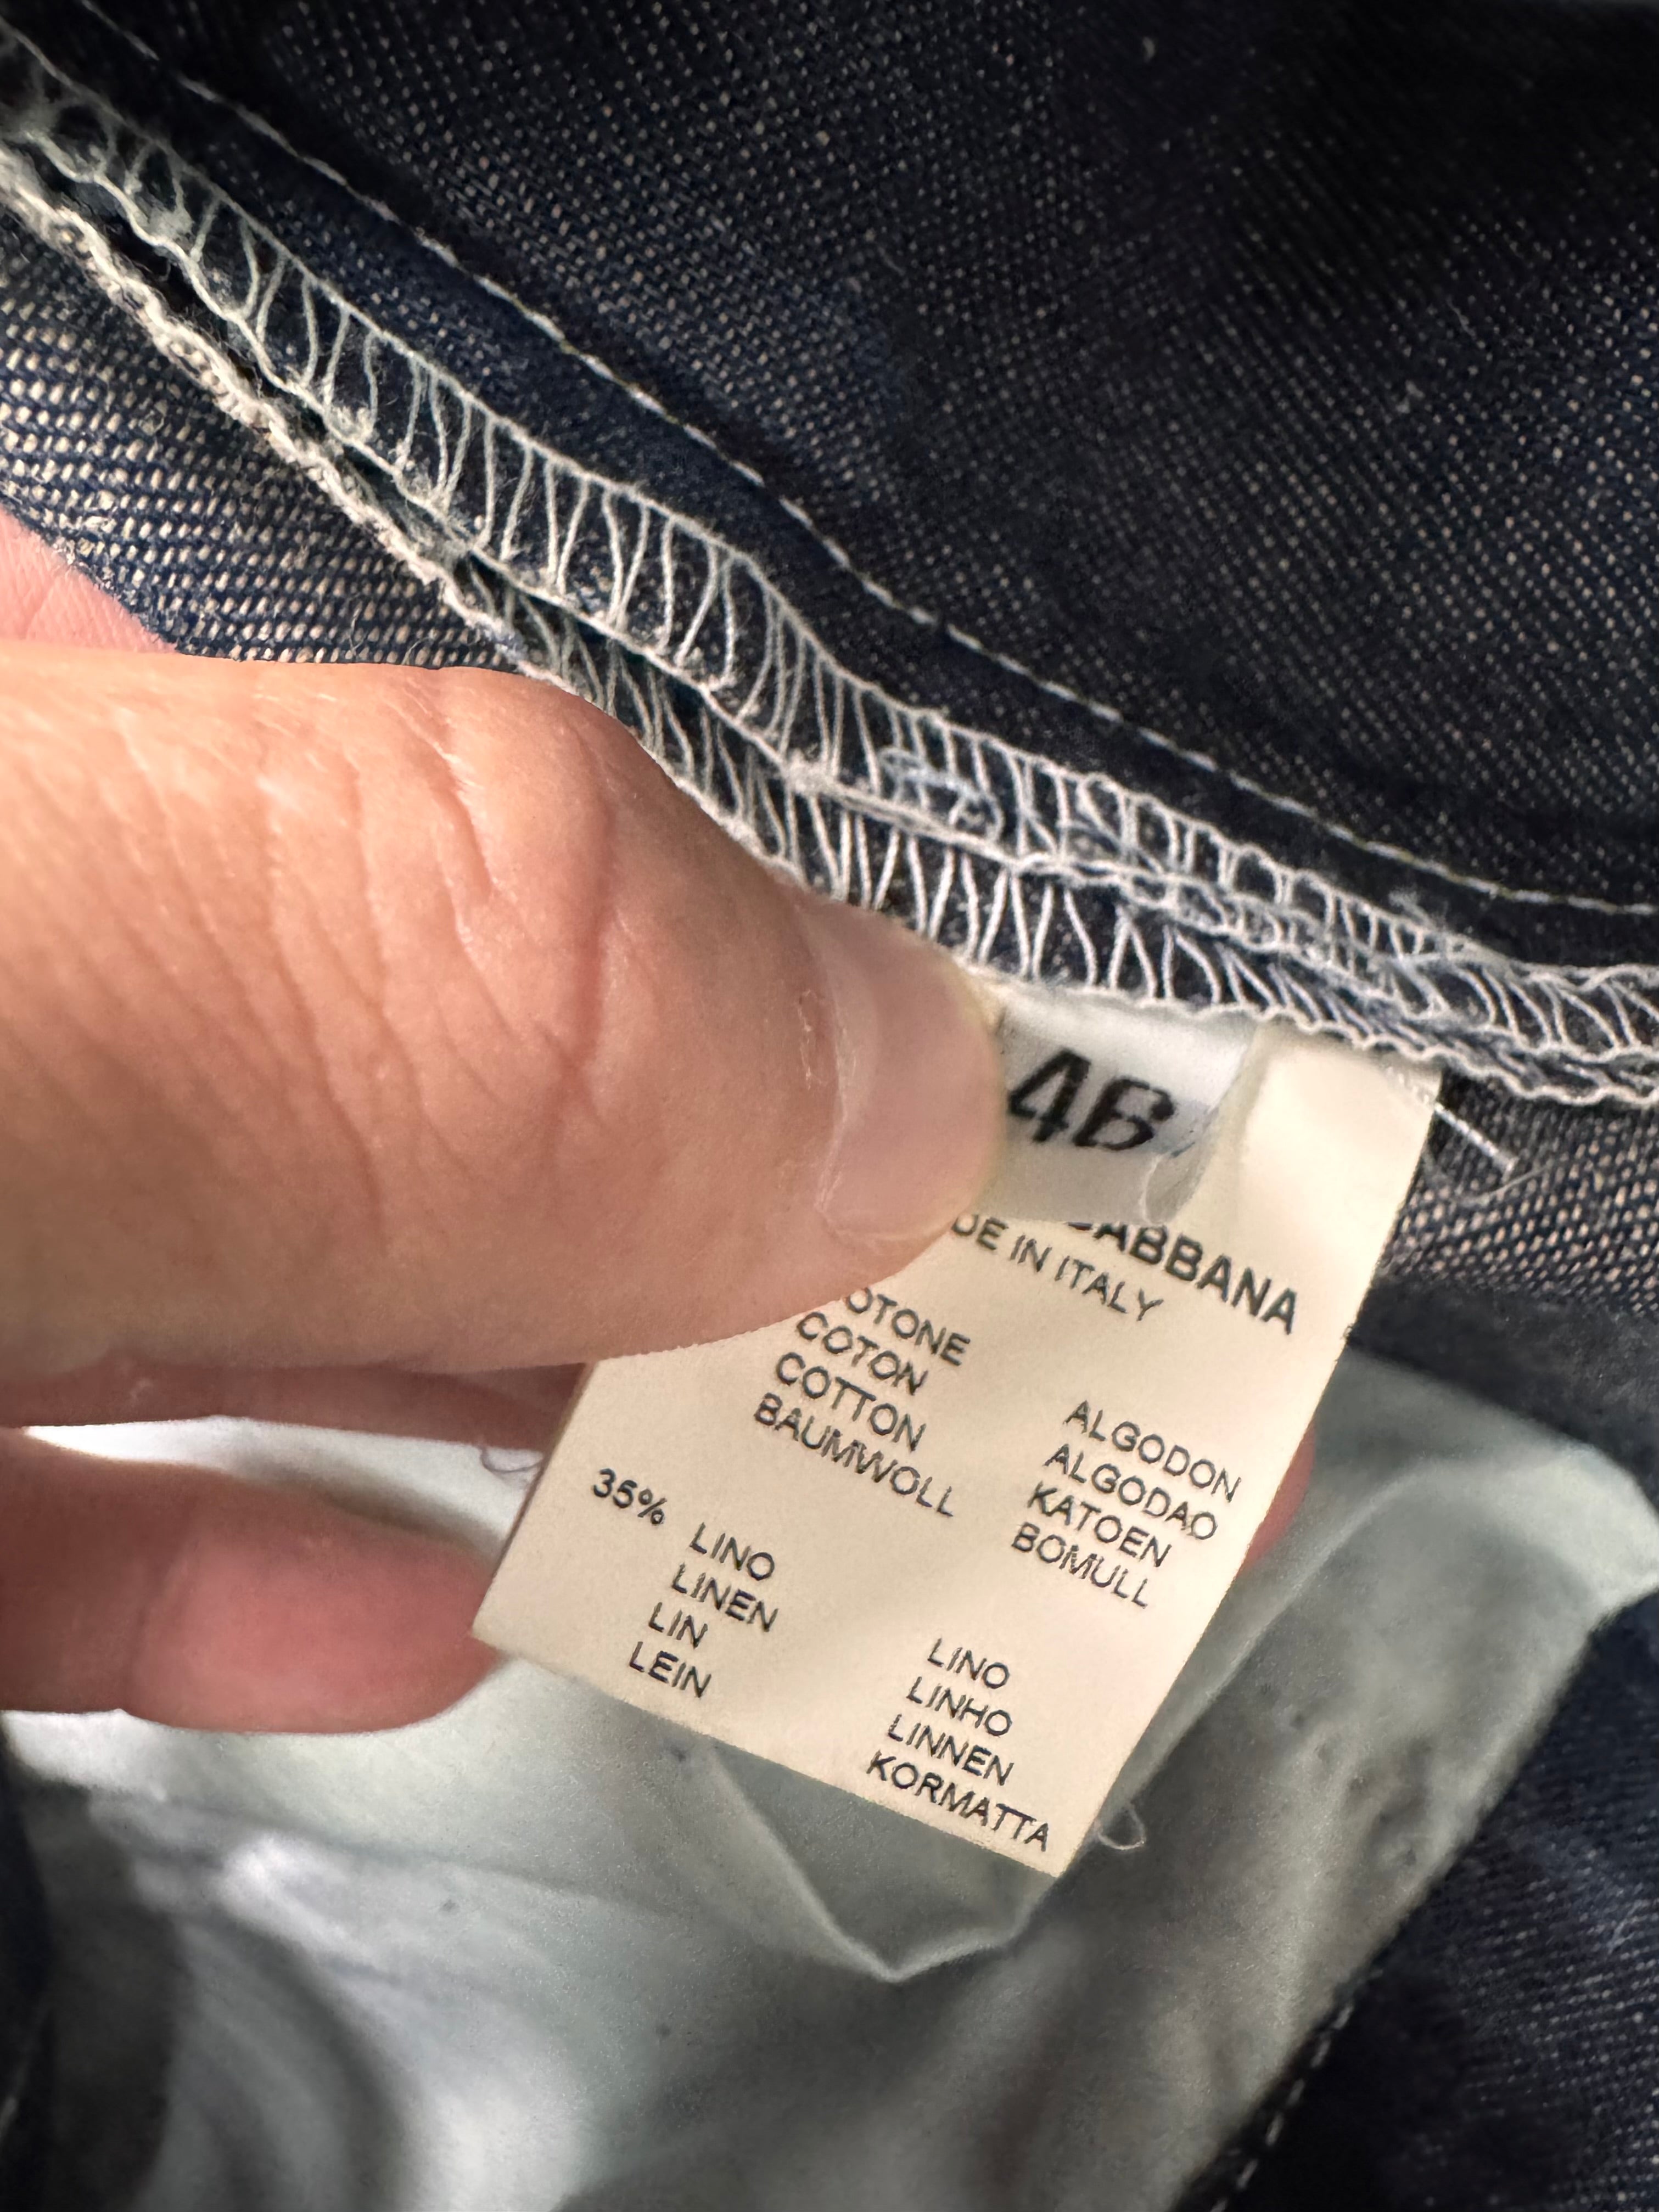 48
GABBANA
DE IN ITALY
OTONE
COTON
COTTON
BAUMWOLL
ALGODON
ALGODAO
KATOEN
BOMULL
35%
LINO
LINEN
LIN
LEIN
LINO
LINHO
LINNEN
KORMATTA